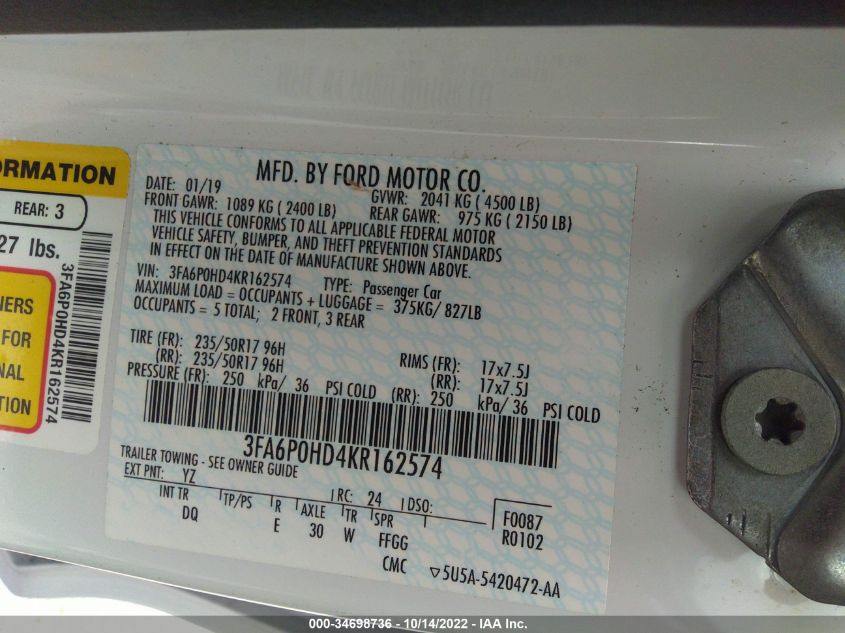 ORMATION
REAR: 3
27 lbs.
NERS
FOR
NAL
TION
3FA6P0HD4KR162574
MFD. BY FORD MOTOR CO.
DATE: 01/19 GVWR: 2041 KG ( 4500 LB)
FRONT GAWR: 1089 KG ( 2400 LB) REAR GAWR: 975 KG ( 2150 LB)
THIS VEHICLE CONFORMS TO ALL APPLICABLE FEDERAL MOTOR
VEHICLE SAFETY, BUMPER, AND THEFT PREVENTION STANDARDS
IN EFFECT ON THE DATE OF MANUFACTURE SHOWN ABOVE.
VIN: 3FA6P0HD4KR162574 TYPE: Passenger Car
MAXIMUM LOAD = OCCUPANTS + LUGGAGE = 375KG/ 827LB
OCCUPANTS = 5 TOTAL; 2 FRONT, 3 REAR
TIRE (FR): 235/50R17 96H RIMS (FR): 17x7.5J
(RR): 235/50R17 96H (RR): 17x7.5J
PRESSURE (FR): 250 kPa/ 36 PSI COLD (RR): 250 kPa/ 36 PSI COLD
3FA6P0HD4KR162574
TRAILER TOWING - SEE OWNER GUIDE
EXT PNT: YZ RC: 24 DSO:
INT TR TP/PS R AXLE TR SPR F0087
DQ E 30 W FFGG R0102
CMC ▽5U5A-5420472-AA
000-34698736 - 10/14/2022 - IAA Inc.